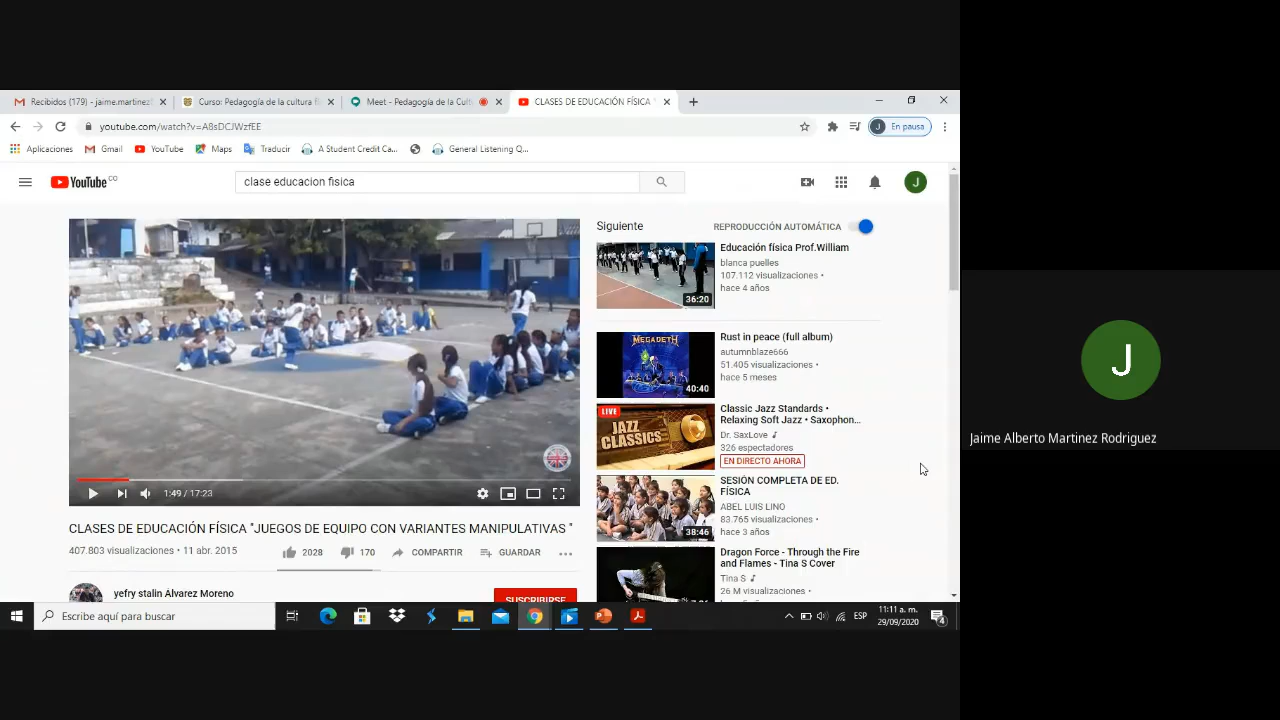 Recibidos (179) - jaime.martinez
Curso: Pedagogía de la cultura fí
Meet - Pedagogía de la Cultu
CLASES DE EDUCACIÓN FÍSICA "
youtube.com/watch?v=A8sDCJWzfEE
En pausa
Aplicaciones
Gmail
YouTube
Maps
Traducir
A Student Credit Ca...
General Listening Q...
YouTube CO
clase educacion fisica
J
Siguiente
REPRODUCCIÓN AUTOMÁTICA
Educación física Prof.William
blanca puelles
107.112 visualizaciones •
hace 4 años
36:20
MEGADETH
Rust in peace (full album)
autumnblaze666
51.405 visualizaciones •
hace 5 meses
40:40
LIVE
JAZZ
CLASSICS
Classic Jazz Standards •
Relaxing Soft Jazz • Saxophon...
Dr. SaxLove
326 espectadores
EN DIRECTO AHORA
SESIÓN COMPLETA DE ED.
FÍSICA
ABEL LUIS LINO
83.765 visualizaciones •
hace 3 años
38:46
Dragon Force - Through the Fire
and Flames - Tina S Cover
Tina S
26 M visualizaciones •
1:49 / 17:23
CLASES DE EDUCACIÓN FÍSICA "JUEGOS DE EQUIPO CON VARIANTES MANIPULATIVAS "
407.803 visualizaciones • 11 abr. 2015
2028
170
COMPARTIR
GUARDAR
yefry stalin Alvarez Moreno
SUSCRIBIRSE
Escribe aquí para buscar
ESP
11:11 a. m.
29/09/2020
4
J
Jaime Alberto Martinez Rodriguez